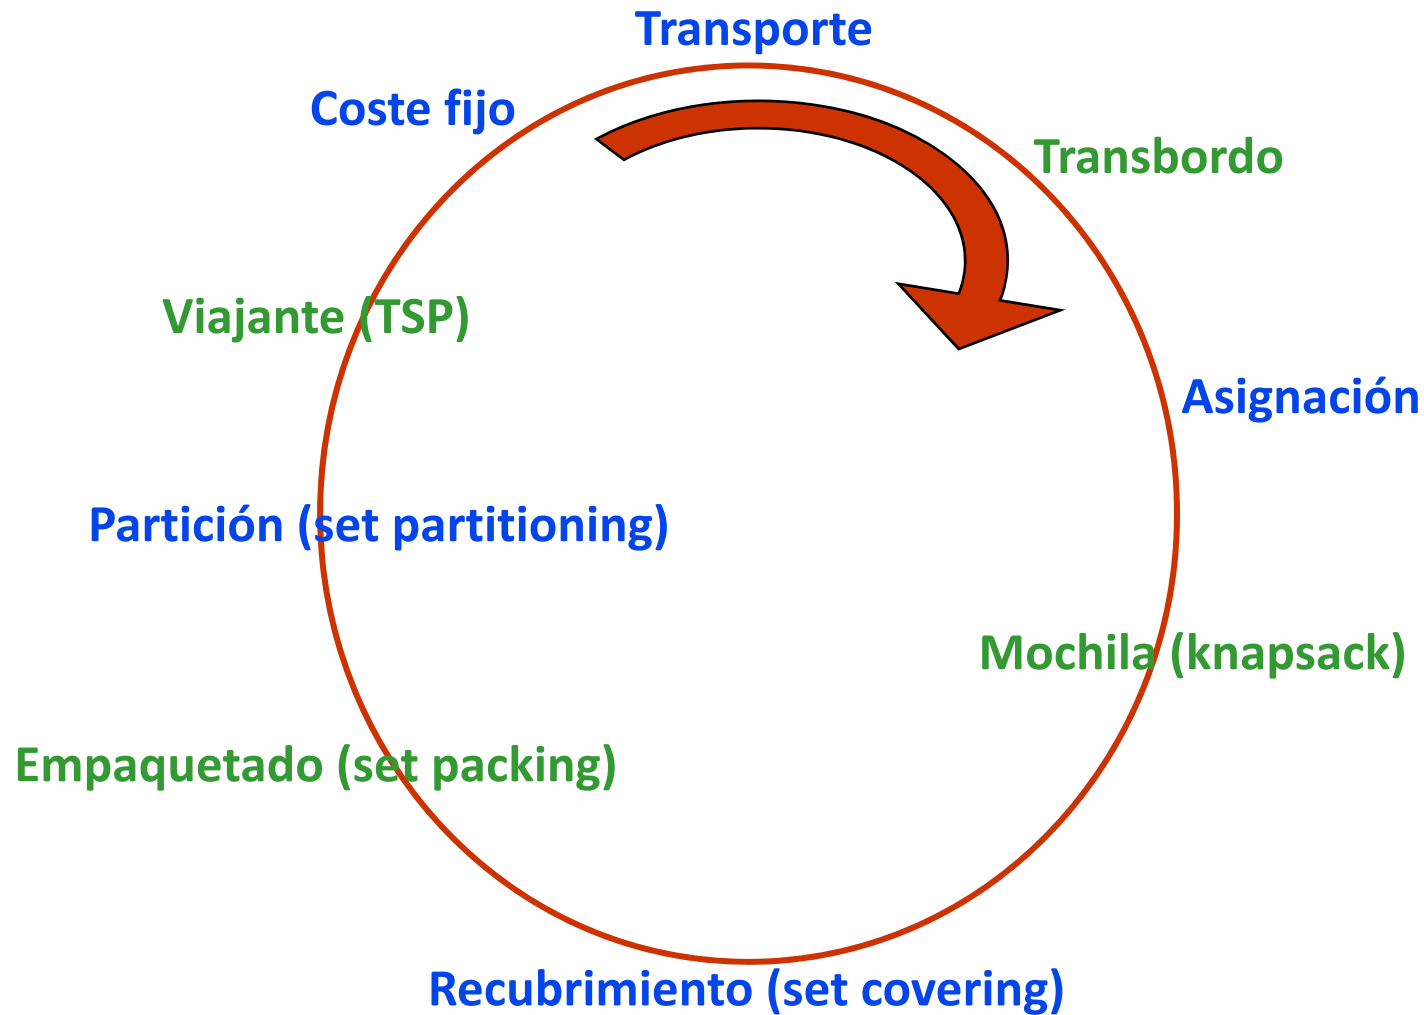 Transporte
Coste fijo
Transbordo
Viajante (TSP)
Asignación
Partición (set partitioning)
Mochila (knapsack)
Empaquetado (set packing)
Recubrimiento (set covering)